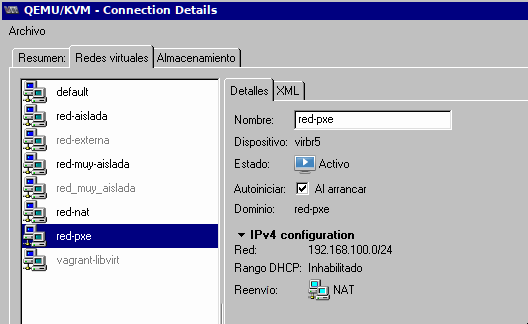 QEMU/KVM - Connection Details
Archivo
Resumen: Redes virtuales Almacenamiento
default
red-aislada
red-externa
red-muy-aislada
red_muy_aislada
red-nat
red-pxe
vagrant-libvirt
Detalles XML
Nombre: red-pxe
Dispositivo: virbr5
Estado: Activo
Autoiniciar: Al arrancar
Dominio: red-pxe
IPv4 configuration
Red: 192.168.100.0/24
Rango DHCP: Inhabilitado
Reenvío: NAT